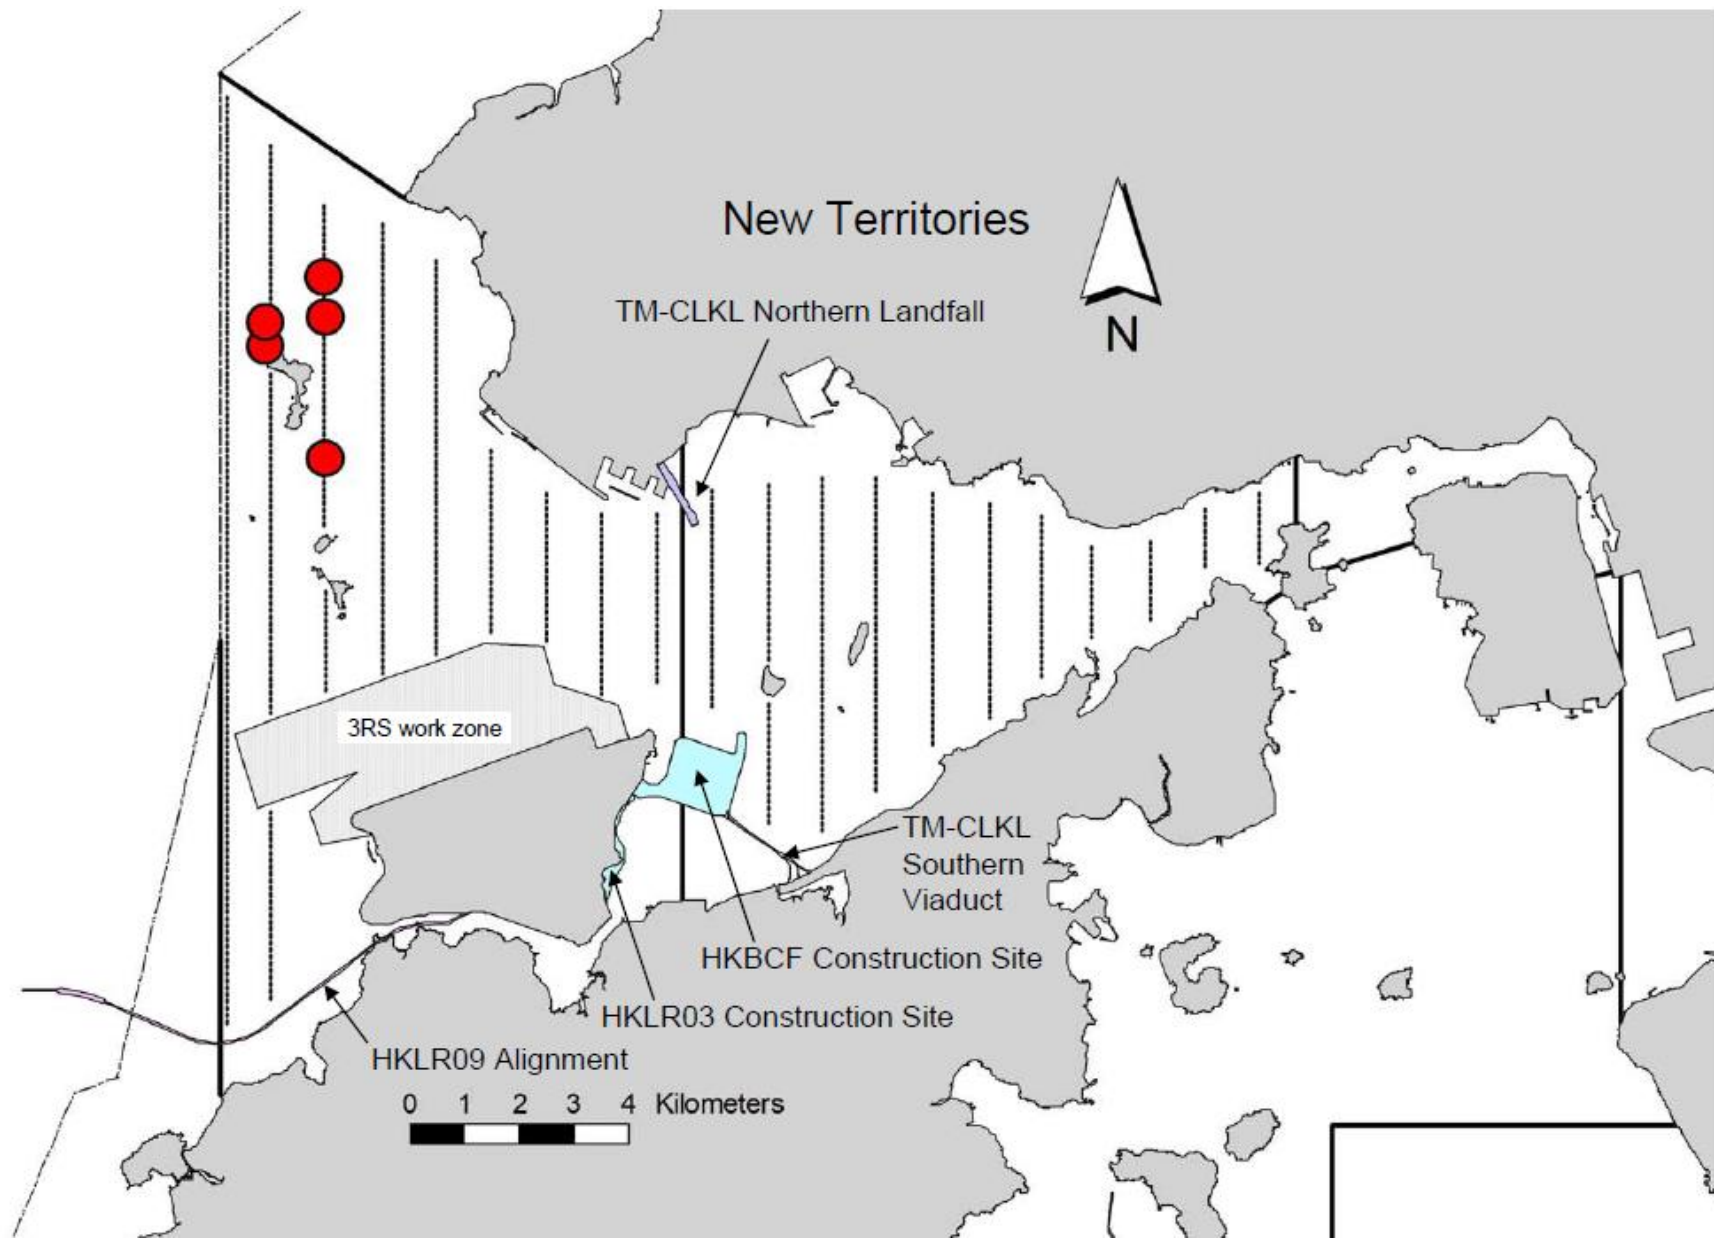 New Territories
TM-CLKL Northern Landfall
N
3RS work zone
TM-CLKL
Southern
Viaduct
HKBCF Construction Site
HKLR03 Construction Site
HKLR09 Alignment
0 1 2 3 4 Kilometers